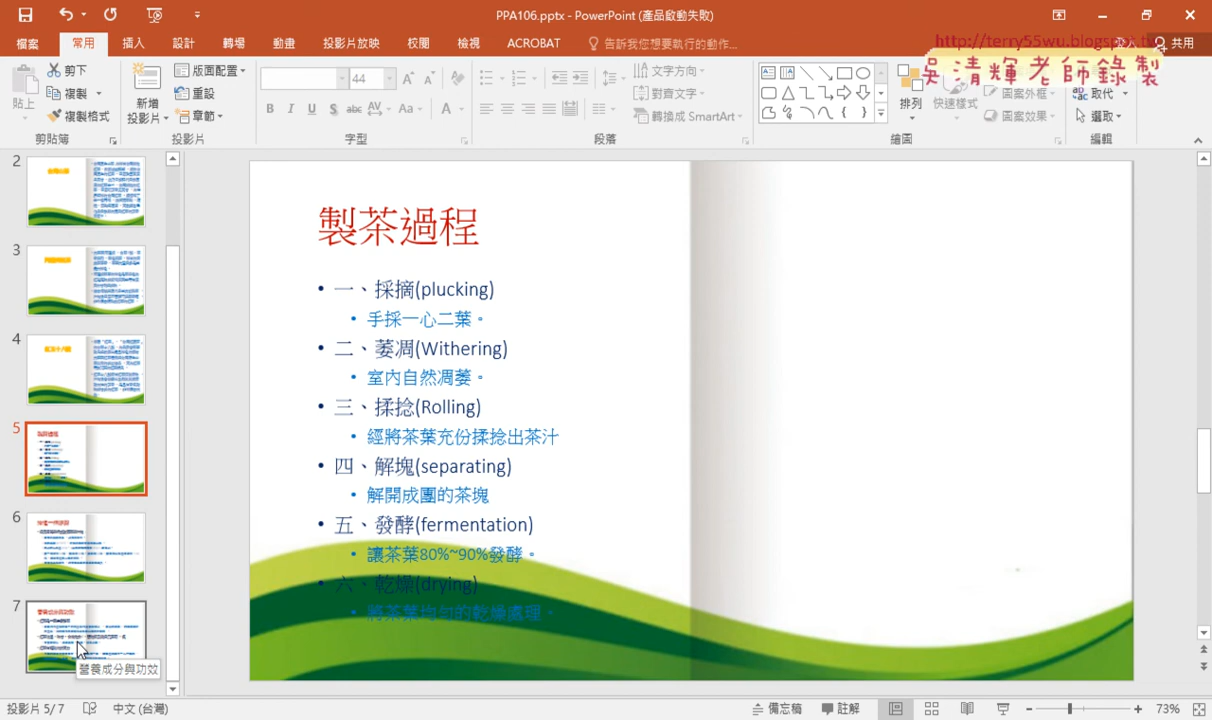 PPA106.pptx - PowerPoint (產品啟動失敗)
檔案 常用 插入 設計 轉場 動畫 投影片放映 校閱 檢視 ACROBAT 告訴我您想要執行的動作... 共用
http://terry55wu.blogspot.
吳清輝老師錄製
貼上 剪下 複製 複製格式 剪貼簿
新增投影片 版面配置 重設 章節 投影片
44 字型
文字方向 對齊文字 轉換成 SmartArt 段落
排列 快速樣式 圖案外框 圖案效果 繪圖
取代 選取 編輯
2
3
4
5
6
7
營養成分與功效
製茶過程
• 一、採摘(plucking)
• 手採一心二葉。
• 二、萎凋(Withering)
• 室內自然凋萎。
• 三、揉捻(Rolling)
• 經將茶葉充份揉捻出茶汁
• 四、解塊(separating)
• 解開成團的茶塊
• 五、發酵(fermentation)
• 讓茶葉80%~90%發酵。
• 六、乾燥(drying)
• 將茶葉均勻的乾燥處理。
投影片 5/7 中文 (台灣) 備忘稿 註解 73%